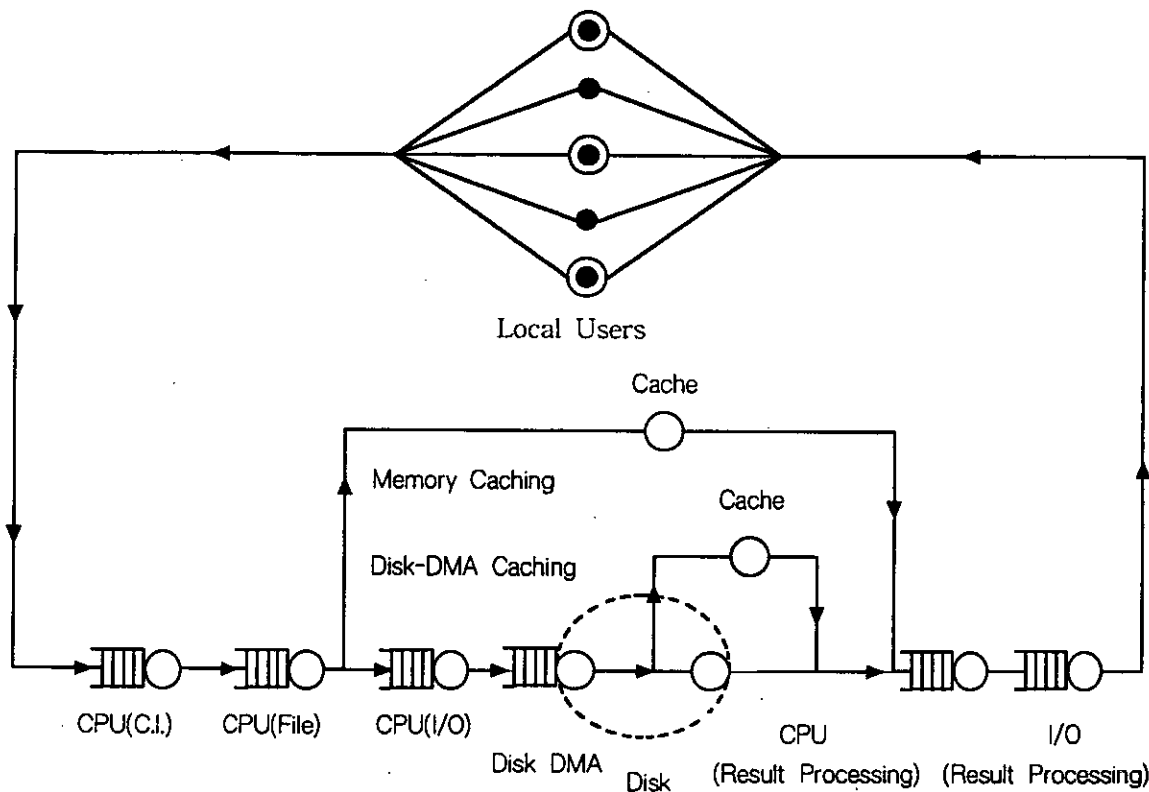 Local Users
Cache
Memory Caching
Cache
Disk-DMA Caching
CPU(C.I.)
CPU(File)
CPU(I/O)
Disk DMA
Disk
CPU
(Result Processing)
I/O
(Result Processing)